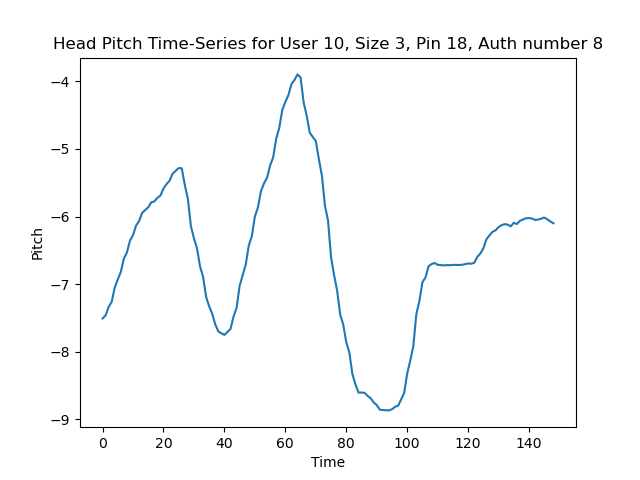 Head Pitch Time-Series for User 10, Size 3, Pin 18, Auth number 8
−4
−5
−6
−7
−8
−9
Pitch
0 20 40 60 80 100 120 140
Time